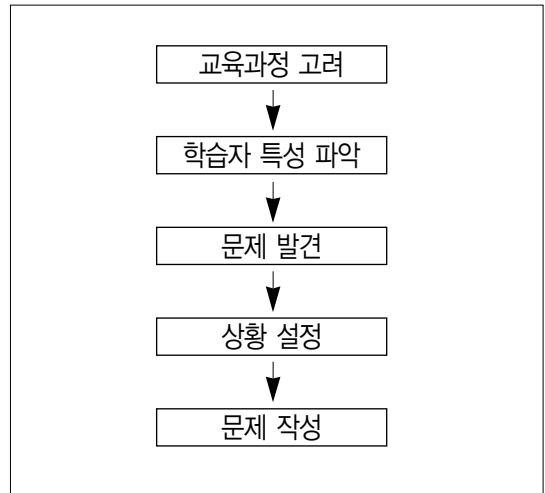 교육과정 고려
학습자 특성 파악
문제 발견
상황 설정
문제 작성